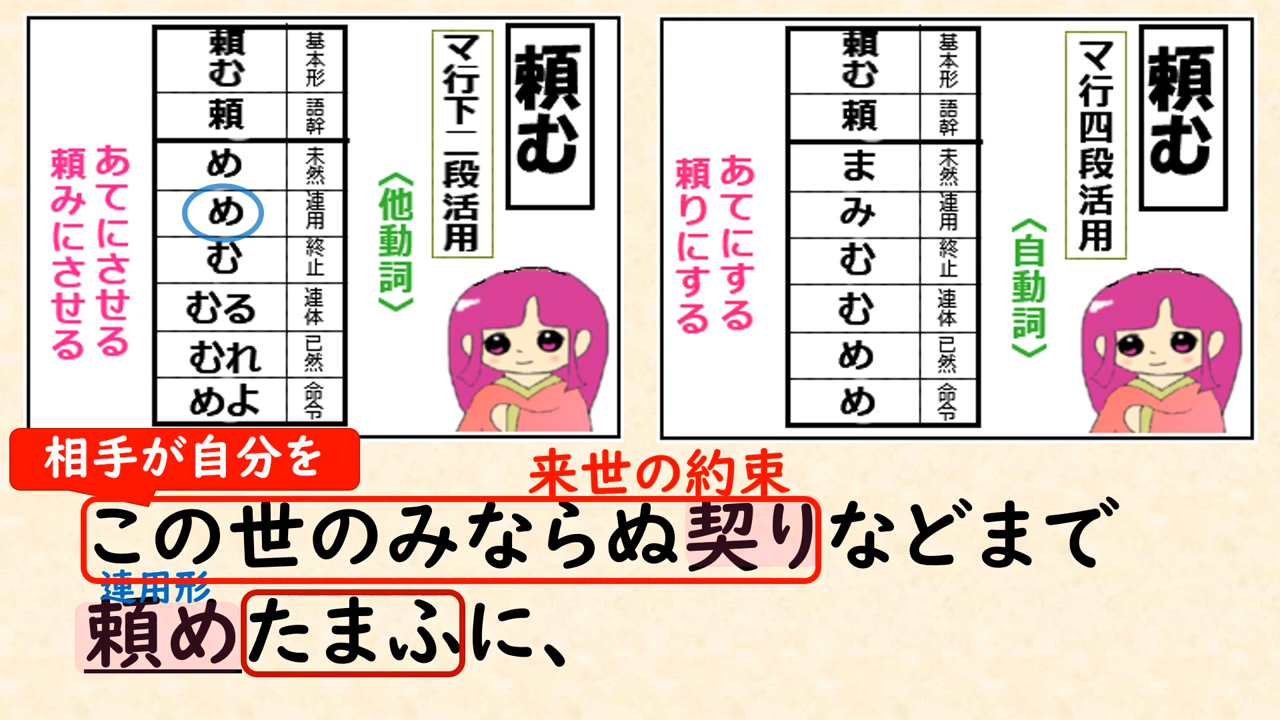 頼む
マ行下二段活用
〈他動詞〉
基本形 頼む
語幹 頼
未然 め
連用 め
終止 む
連体 むる
已然 むれ
命令 めよ
あてにさせる
頼みにさせる
頼む
マ行四段活用
〈自動詞〉
基本形 頼む
語幹 頼
未然 ま
連用 み
終止 む
連体 む
已然 め
命令 め
あてにする
頼りにする
相手が自分を
来世の約束
この世のみならぬ契りなどまで
連用形
頼めたまふに、